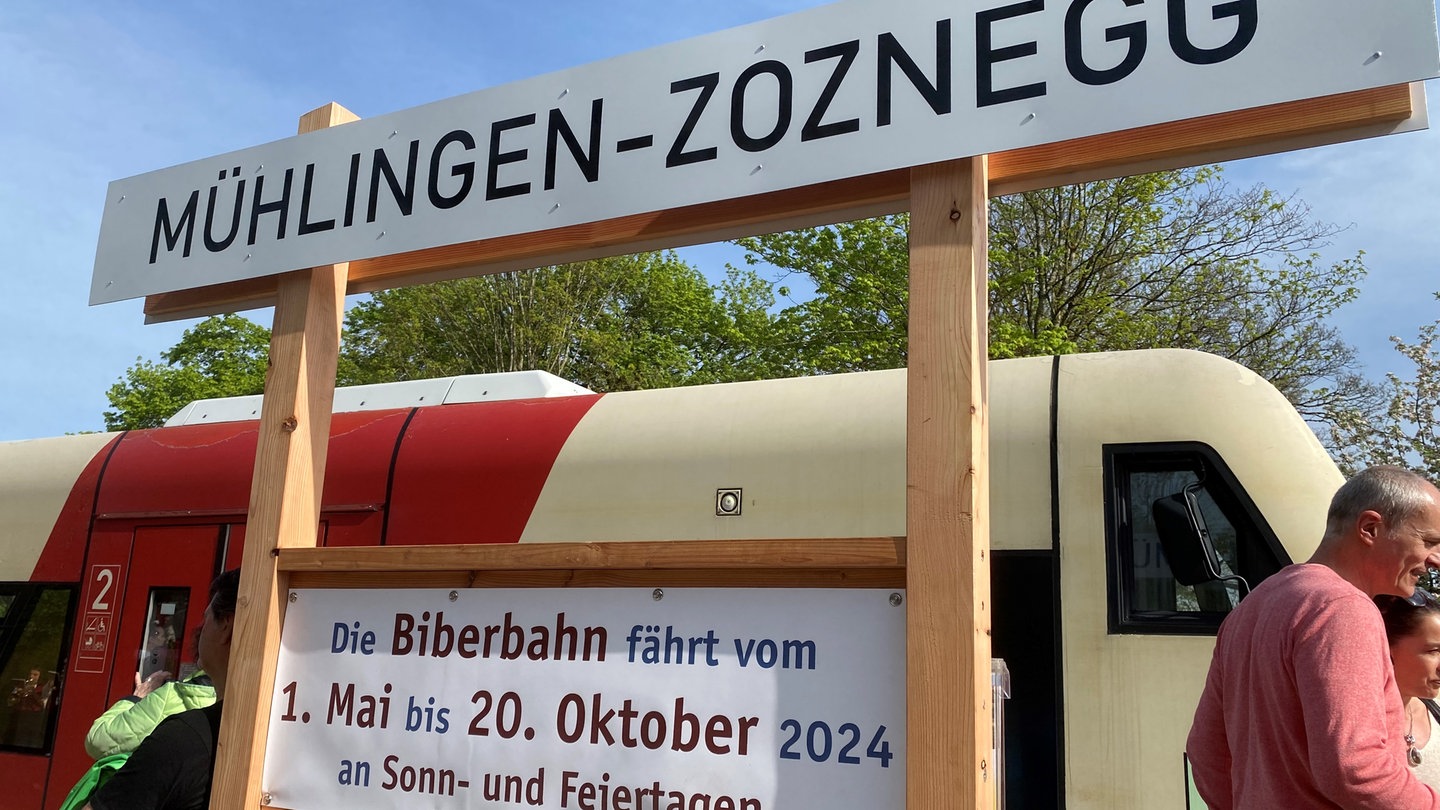 MÜHLINGEN-ZOZNEGG
2
Die Biberbahn fährt vom
1. Mai bis 20. Oktober 2024
an Sonn- und Feiertagen